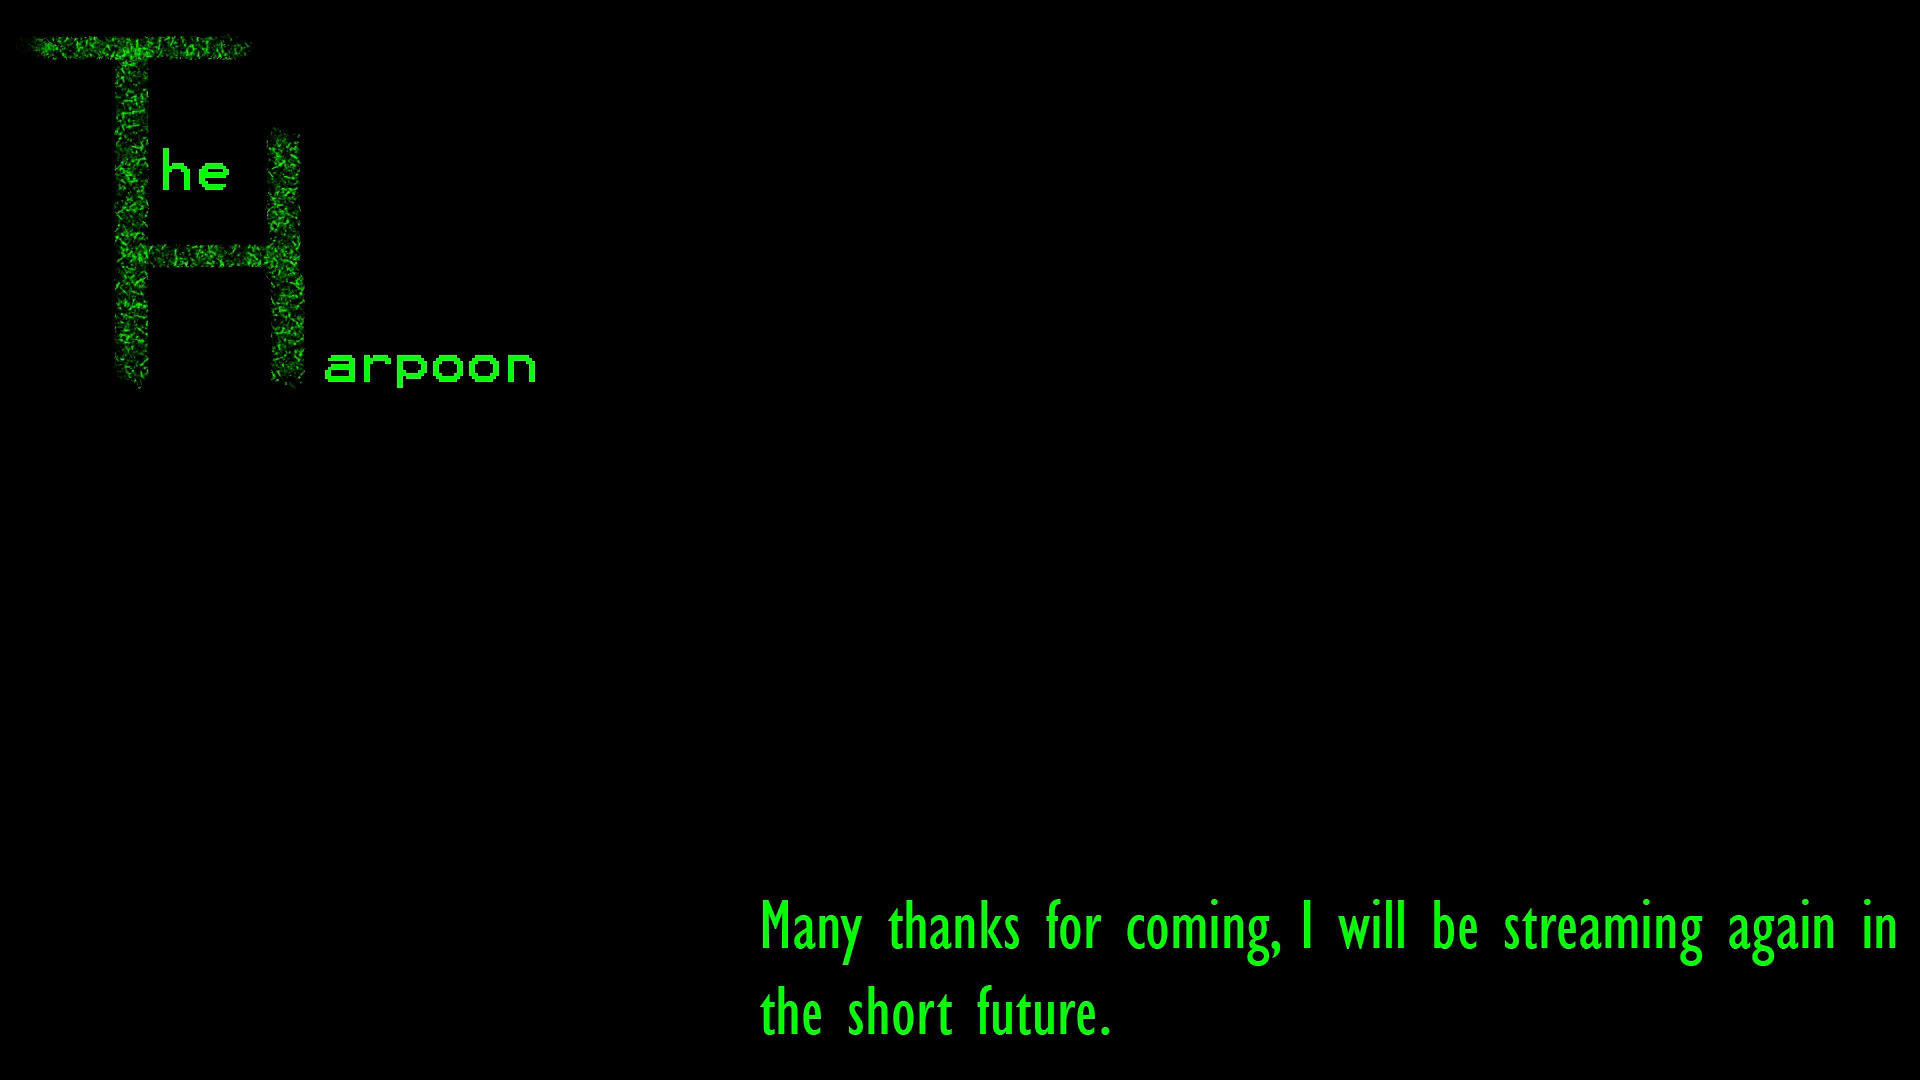 The
Harpoon
Many thanks for coming, I will be streaming again in
the short future.